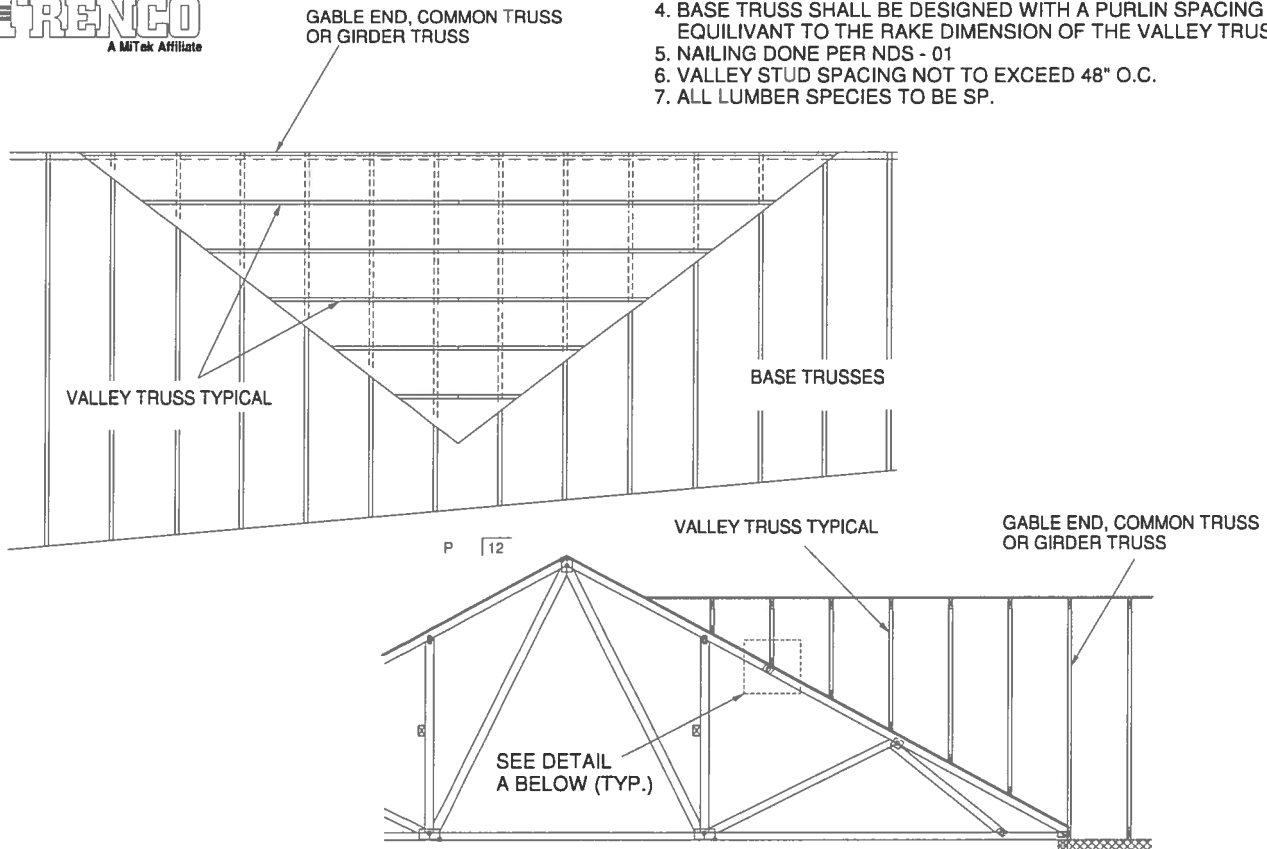 TRENCO
A MiTek Affiliate
GABLE END, COMMON TRUSS
OR GIRDER TRUSS
4. BASE TRUSS SHALL BE DESIGNED WITH A PURLIN SPACING
EQUILIVANT TO THE RAKE DIMENSION OF THE VALLEY TRUS
5. NAILING DONE PER NDS - 01
6. VALLEY STUD SPACING NOT TO EXCEED 48" O.C.
7. ALL LUMBER SPECIES TO BE SP.
VALLEY TRUSS TYPICAL
BASE TRUSSES
P 12
VALLEY TRUSS TYPICAL
GABLE END, COMMON TRUSS
OR GIRDER TRUSS
SEE DETAIL
A BELOW (TYP.)